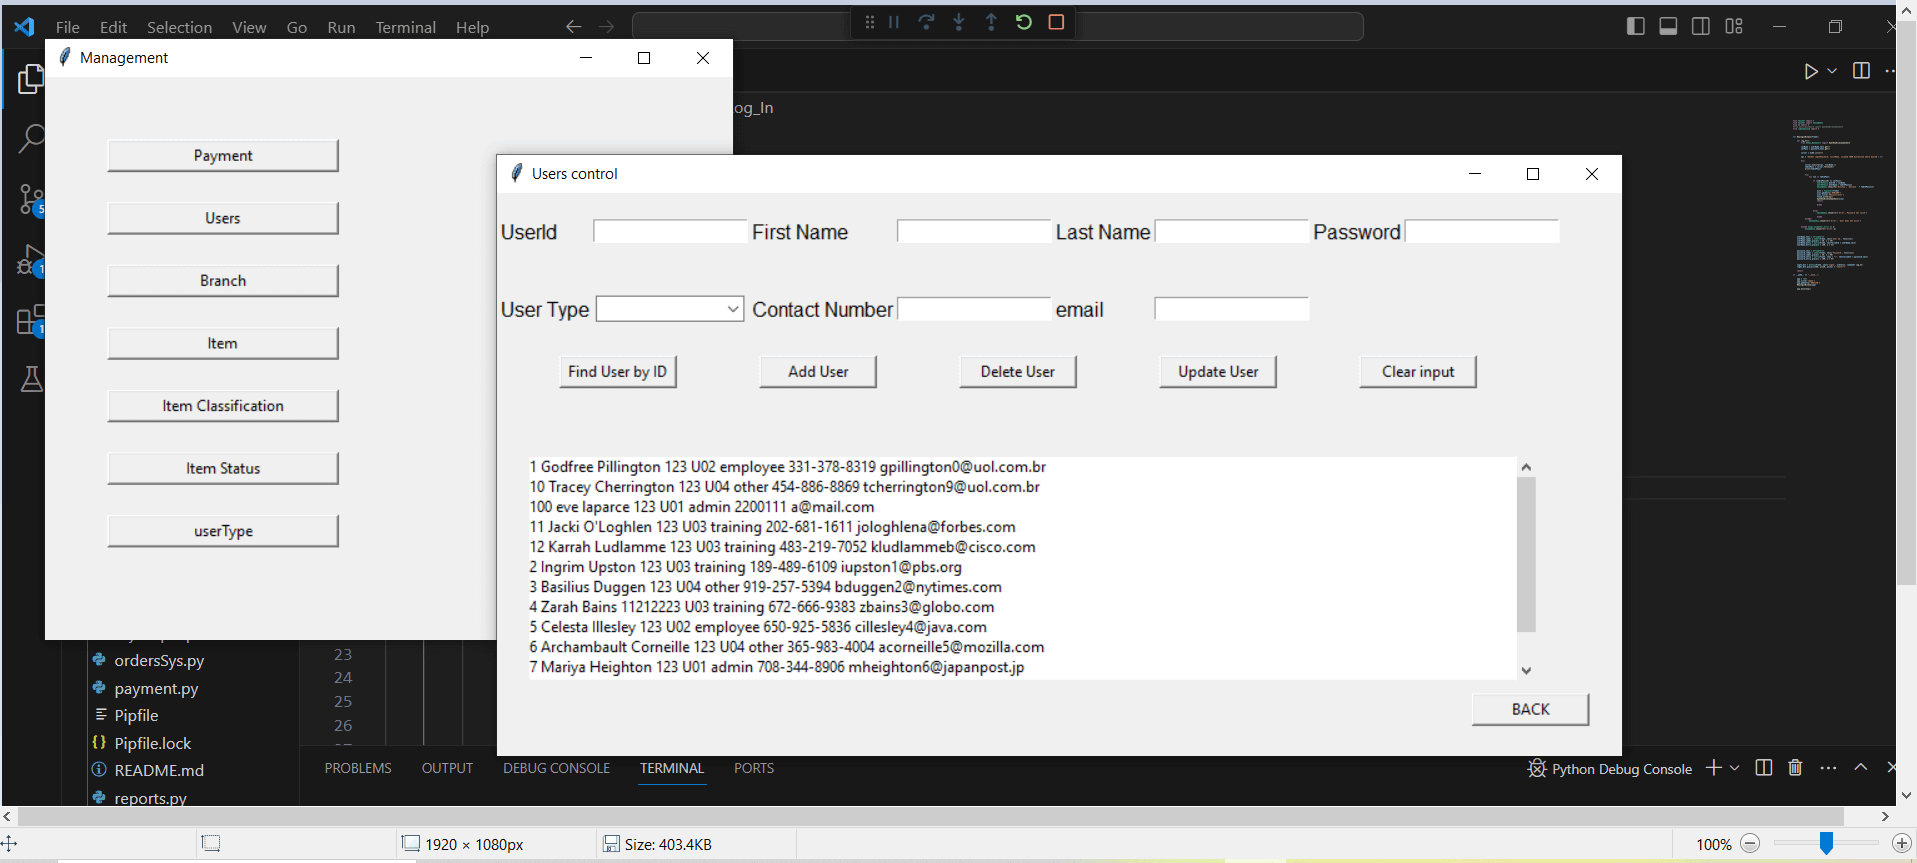 File Edit Selection View Go Run Terminal Help
Management
og_In
Payment
Users
Branch
Item
Item Classification
Item Status
userType
5
1
1
Users control
UserId First Name Last Name Password
User Type Contact Number email
Find User by ID Add User Delete User Update User Clear input
1 Godfree Pillington 123 U02 employee 331-378-8319 gpillington0@uol.com.br
10 Tracey Cherrington 123 U04 other 454-886-8869 tcherrington9@uol.com.br
100 eve laparce 123 U01 admin 2200111 a@mail.com
11 Jacki O'Loghlen 123 U03 training 202-681-1611 jologhlena@forbes.com
12 Karrah Ludlamme 123 U03 training 483-219-7052 kludlammeb@cisco.com
2 Ingrim Upston 123 U03 training 189-489-6109 iupston1@pbs.org
3 Basilius Duggen 123 U04 other 919-257-5394 bduggen2@nytimes.com
4 Zarah Bains 11212223 U03 training 672-666-9383 zbains3@globo.com
5 Celesta Illesley 123 U02 employee 650-925-5836 cillesley4@java.com
6 Archambault Corneille 123 U04 other 365-983-4004 acorneille5@mozilla.com
7 Mariya Heighton 123 U01 admin 708-344-8906 mheighton6@japanpost.jp
BACK
ordersSys.py
payment.py
Pipfile
Pipfile.lock
README.md
reports.py
23
24
25
26
PROBLEMS OUTPUT DEBUG CONSOLE TERMINAL PORTS
Python Debug Console
1920 × 1080px Size: 403.4KB 100%